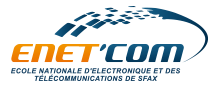 ENET'COM
ECOLE NATIONALE D'ELECTRONIQUE ET DES
TÉLÉCOMMUNICATIONS DE SFAX